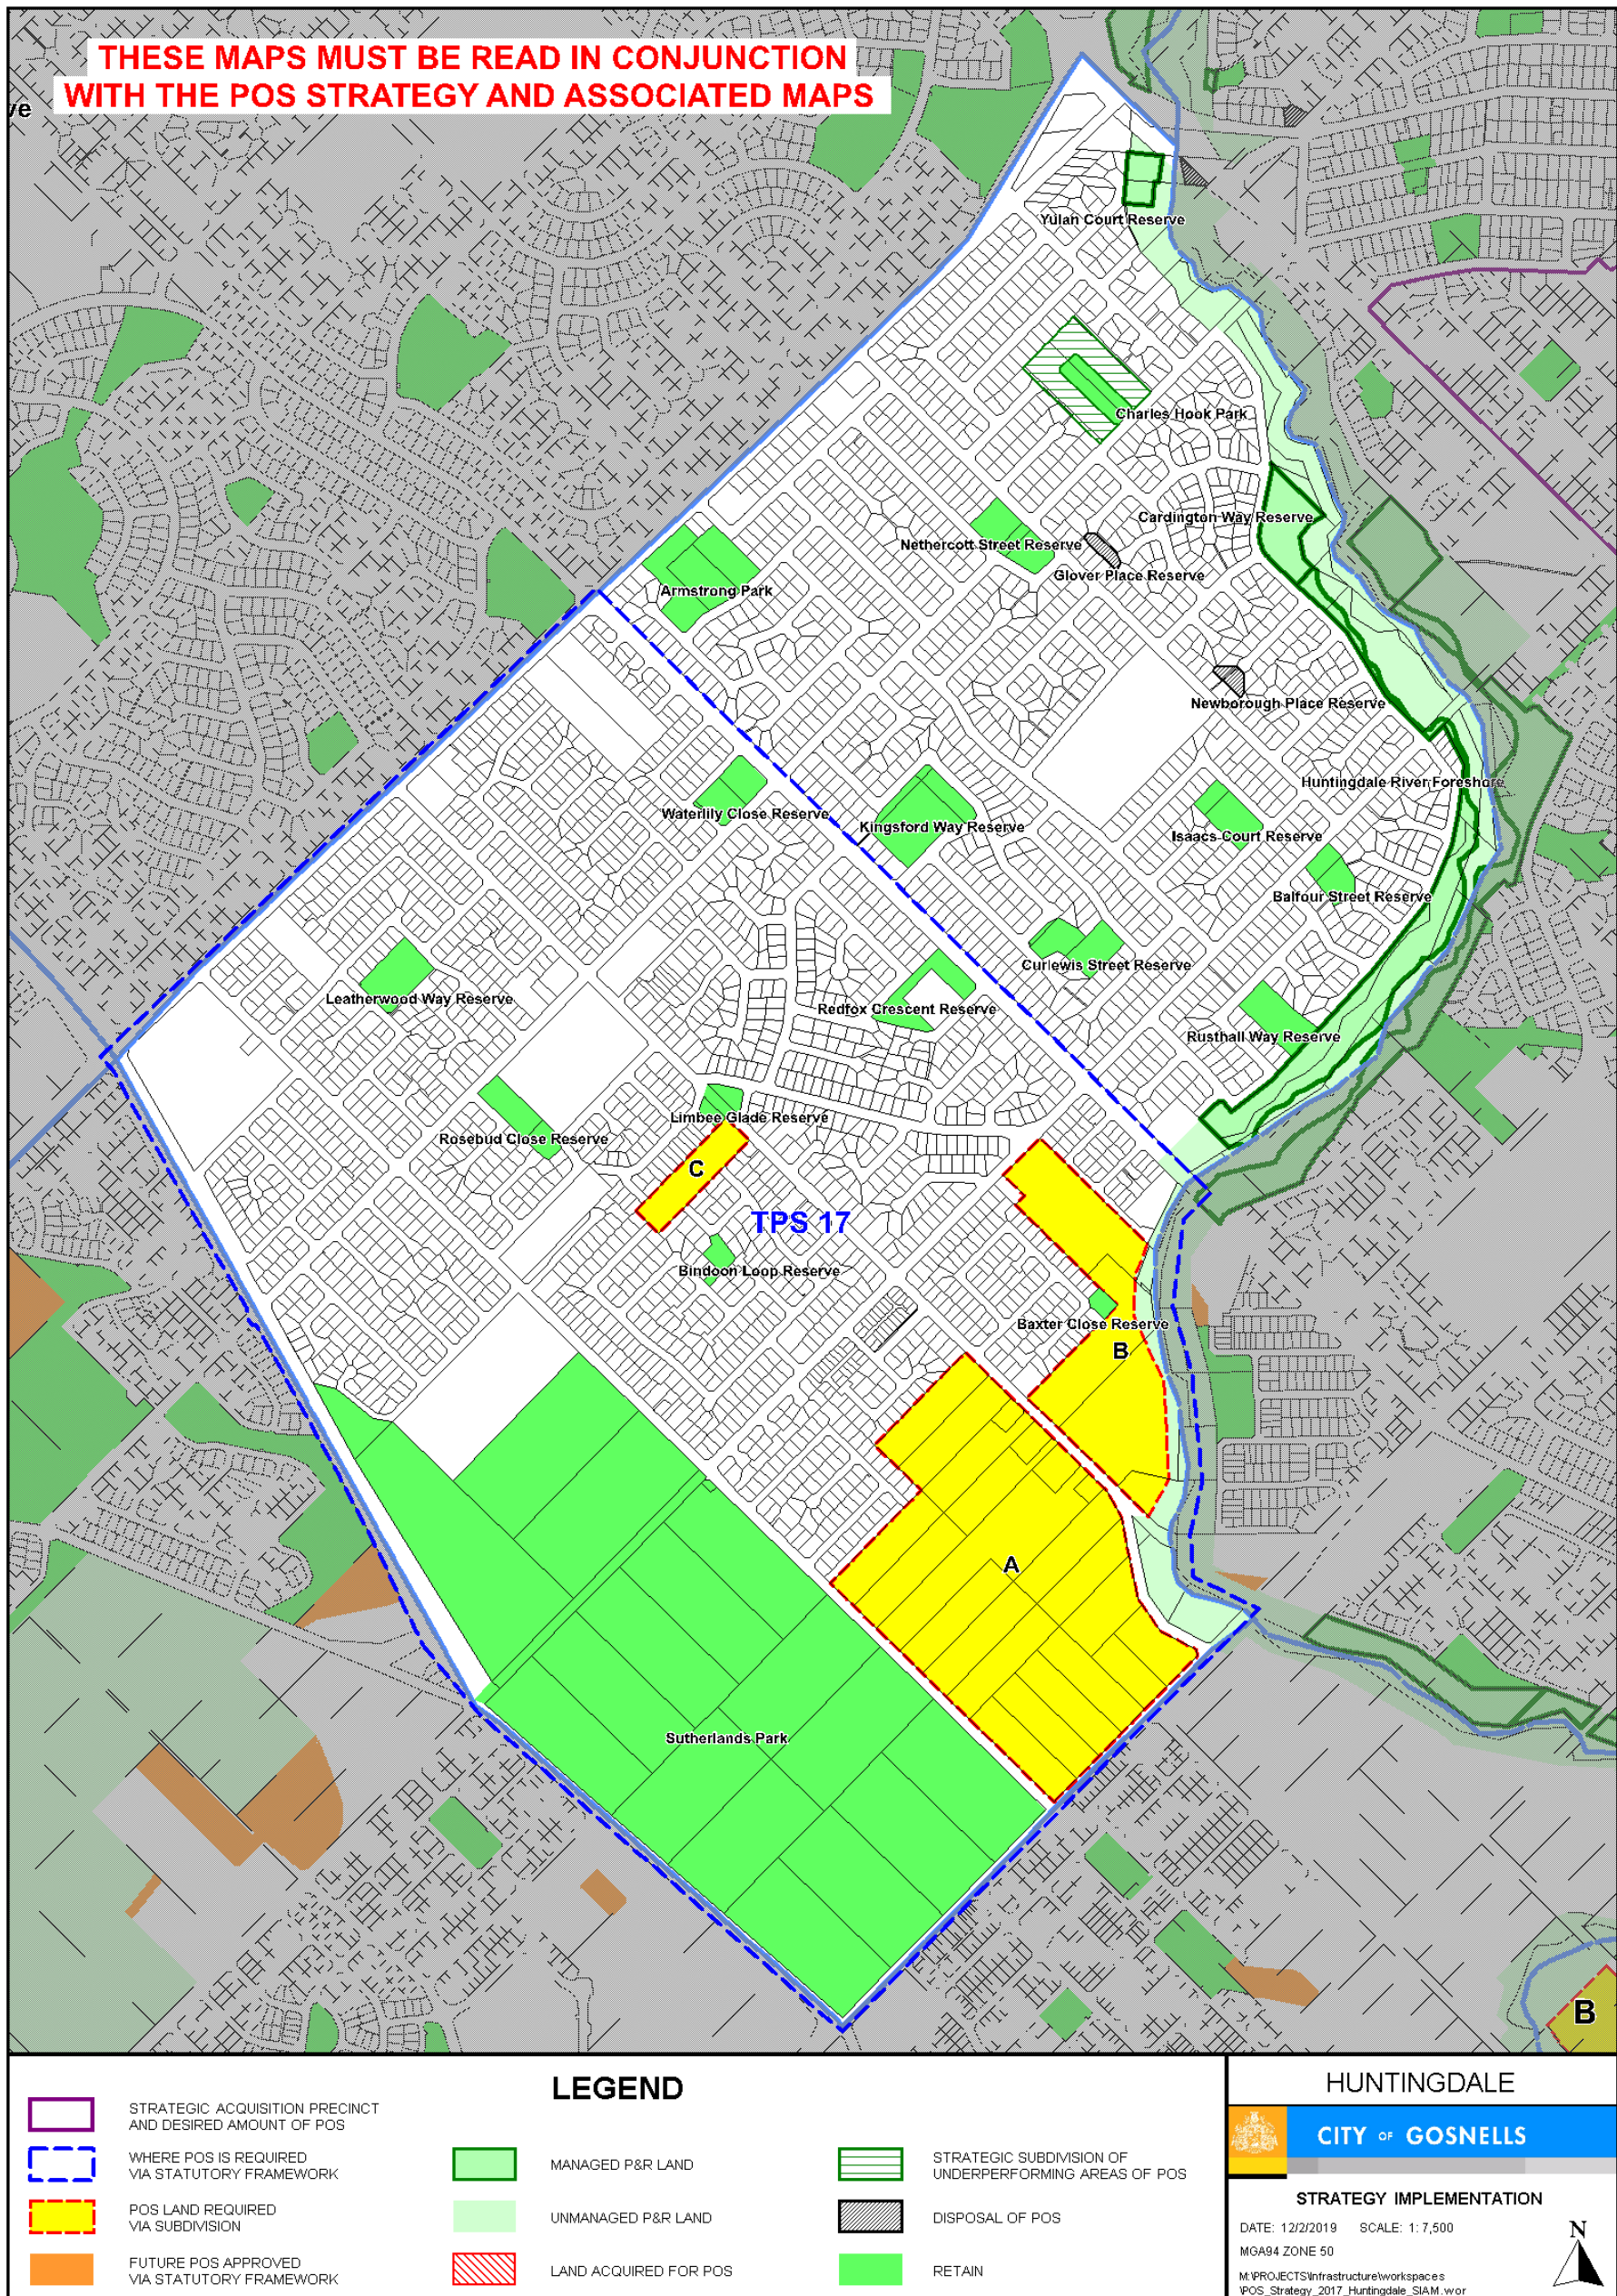 THESE MAPS MUST BE READ IN CONJUNCTION
WITH THE POS STRATEGY AND ASSOCIATED MAPS
ve
Yulan Court Reserve
Charles Hook Park
Cardington Way Reserve
Nethercott Street Reserve
Glover Place Reserve
Armstrong Park
Newborough Place Reserve
Huntingdale River Foreshore
Waterlily Close Reserve
Kingsford Way Reserve
Isaacs Court Reserve
Balfour Street Reserve
Curlewis Street Reserve
Leatherwood Way Reserve
Redfox Crescent Reserve
Rusthall Way Reserve
Limbee Glade Reserve
Rosebud Close Reserve
C
TPS 17
Bindoon Loop Reserve
Baxter Close Reserve
B
A
Sutherlands Park
B
LEGEND
STRATEGIC ACQUISITION PRECINCT
AND DESIRED AMOUNT OF POS
WHERE POS IS REQUIRED
VIA STATUTORY FRAMEWORK
POS LAND REQUIRED
VIA SUBDIVISION
FUTURE POS APPROVED
VIA STATUTORY FRAMEWORK
MANAGED P&R LAND
UNMANAGED P&R LAND
LAND ACQUIRED FOR POS
STRATEGIC SUBDIVISION OF
UNDERPERFORMING AREAS OF POS
DISPOSAL OF POS
RETAIN
HUNTINGDALE
CITY OF GOSNELLS
STRATEGY IMPLEMENTATION
DATE: 12/2/2019 SCALE: 1: 7,500
MGA94 ZONE 50
M:\PROJECTS\Infrastructure\workspaces
\POS_Strategy_2017_Huntingdale_SIAM.wor
N